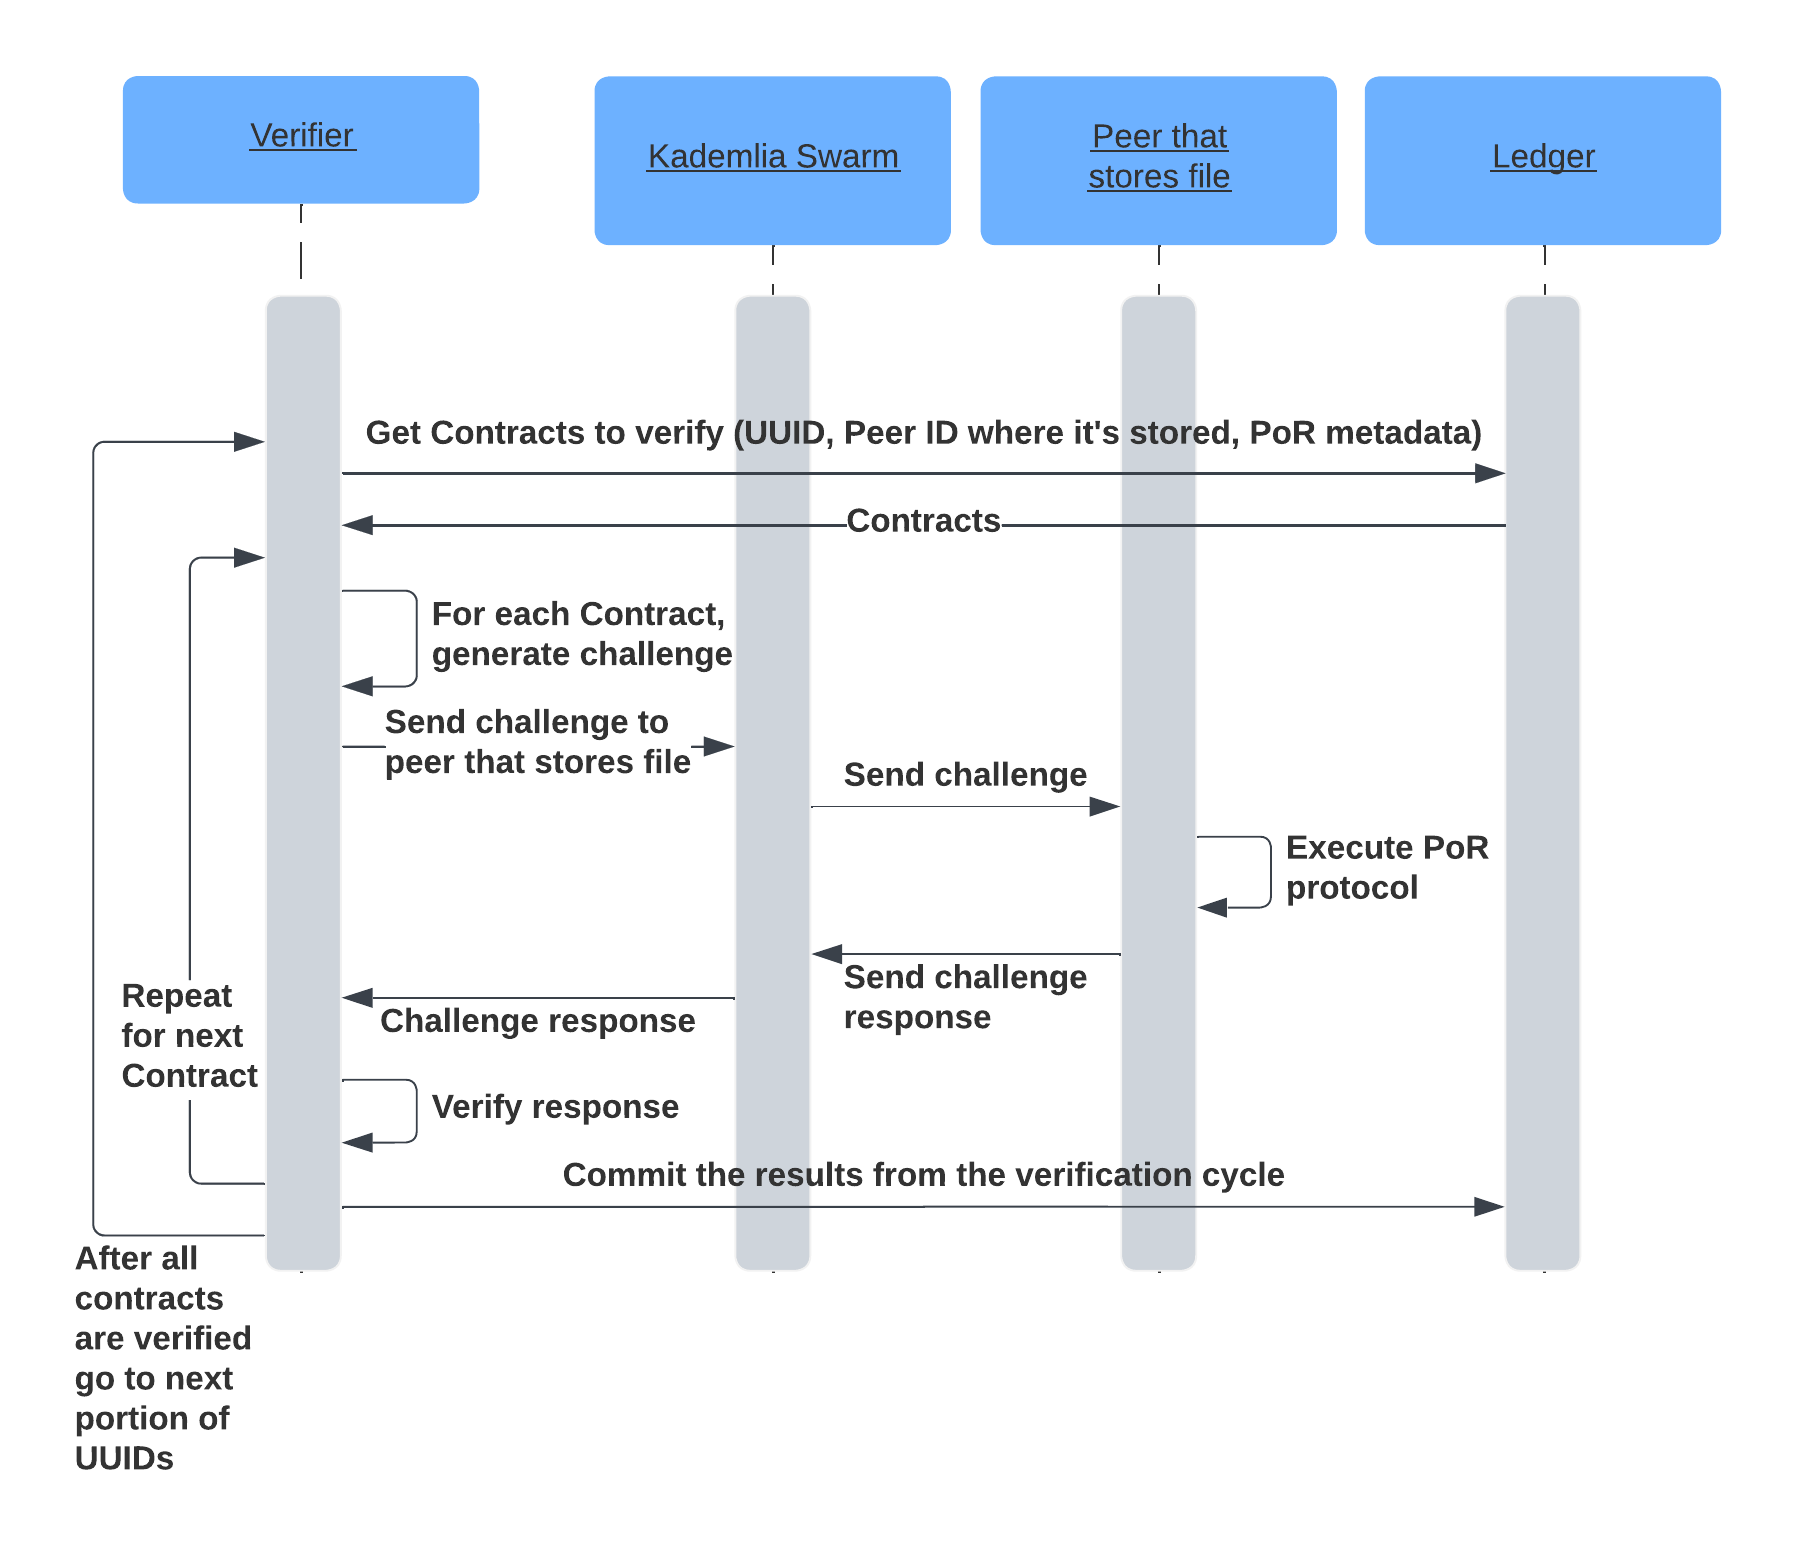 Verifier
Kademlia Swarm
Peer that
stores file
Ledger
Get Contracts to verify (UUID, Peer ID where it's stored, PoR metadata)
Contracts
For each Contract,
generate challenge
Send challenge to
peer that stores file
Send challenge
Execute PoR
protocol
Send challenge
response
Challenge response
Repeat
for next
Contract
Verify response
Commit the results from the verification cycle
After all
contracts
are verified
go to next
portion of
UUIDs